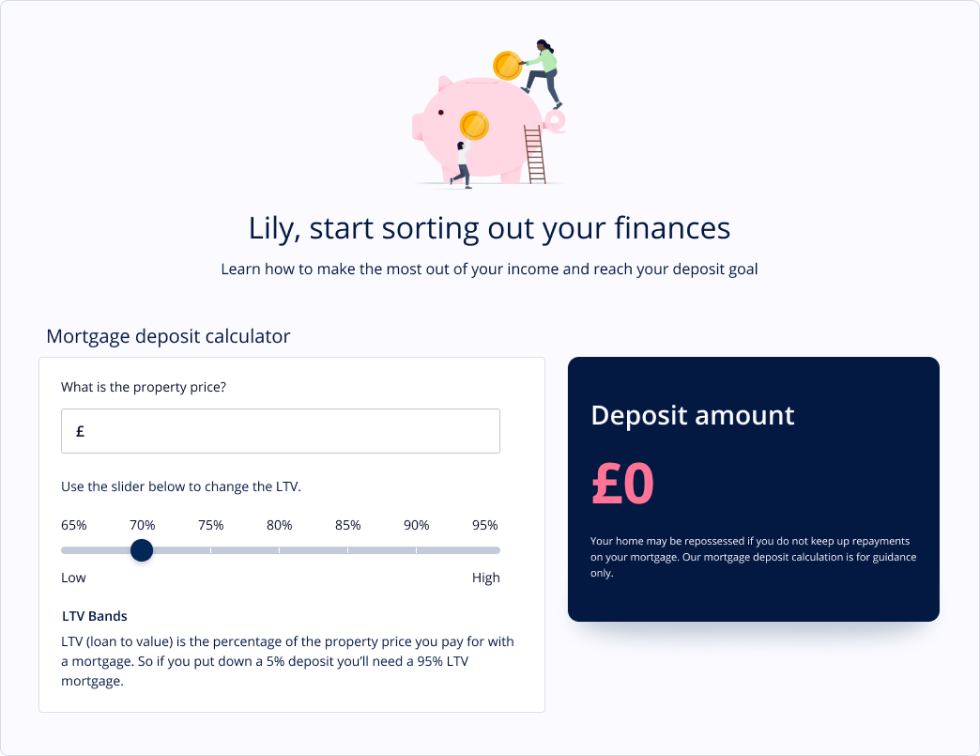 Lily, start sorting out your finances
Learn how to make the most out of your income and reach your deposit goal
Mortgage deposit calculator
What is the property price?
£
Use the slider below to change the LTV.
65% 70% 75% 80% 85% 90% 95%
Low High
LTV Bands
LTV (loan to value) is the percentage of the property price you pay for with
a mortgage. So if you put down a 5% deposit you’ll need a 95% LTV
mortgage.
Deposit amount
£0
Your home may be repossessed if you do not keep up repayments
on your mortgage. Our mortgage deposit calculation is for guidance
only.